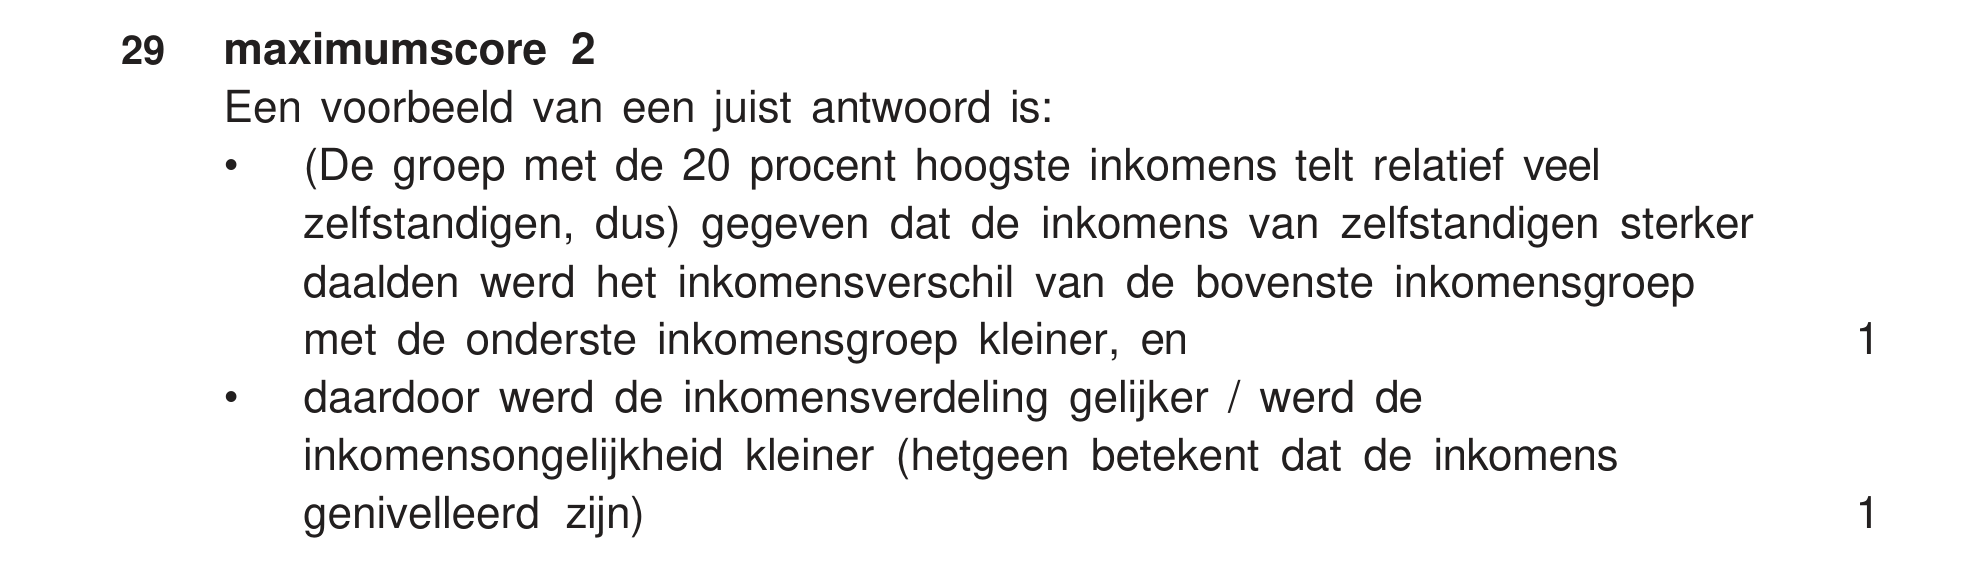 29 maximumscore 2
Een voorbeeld van een juist antwoord is:
• (De groep met de 20 procent hoogste inkomens telt relatief veel
zelfstandigen, dus) gegeven dat de inkomens van zelfstandigen sterker
daalden werd het inkomensverschil van de bovenste inkomensgroep
met de onderste inkomensgroep kleiner, en 1
• daardoor werd de inkomensverdeling gelijker / werd de
inkomensongelijkheid kleiner (hetgeen betekent dat de inkomens
genivelleerd zijn) 1